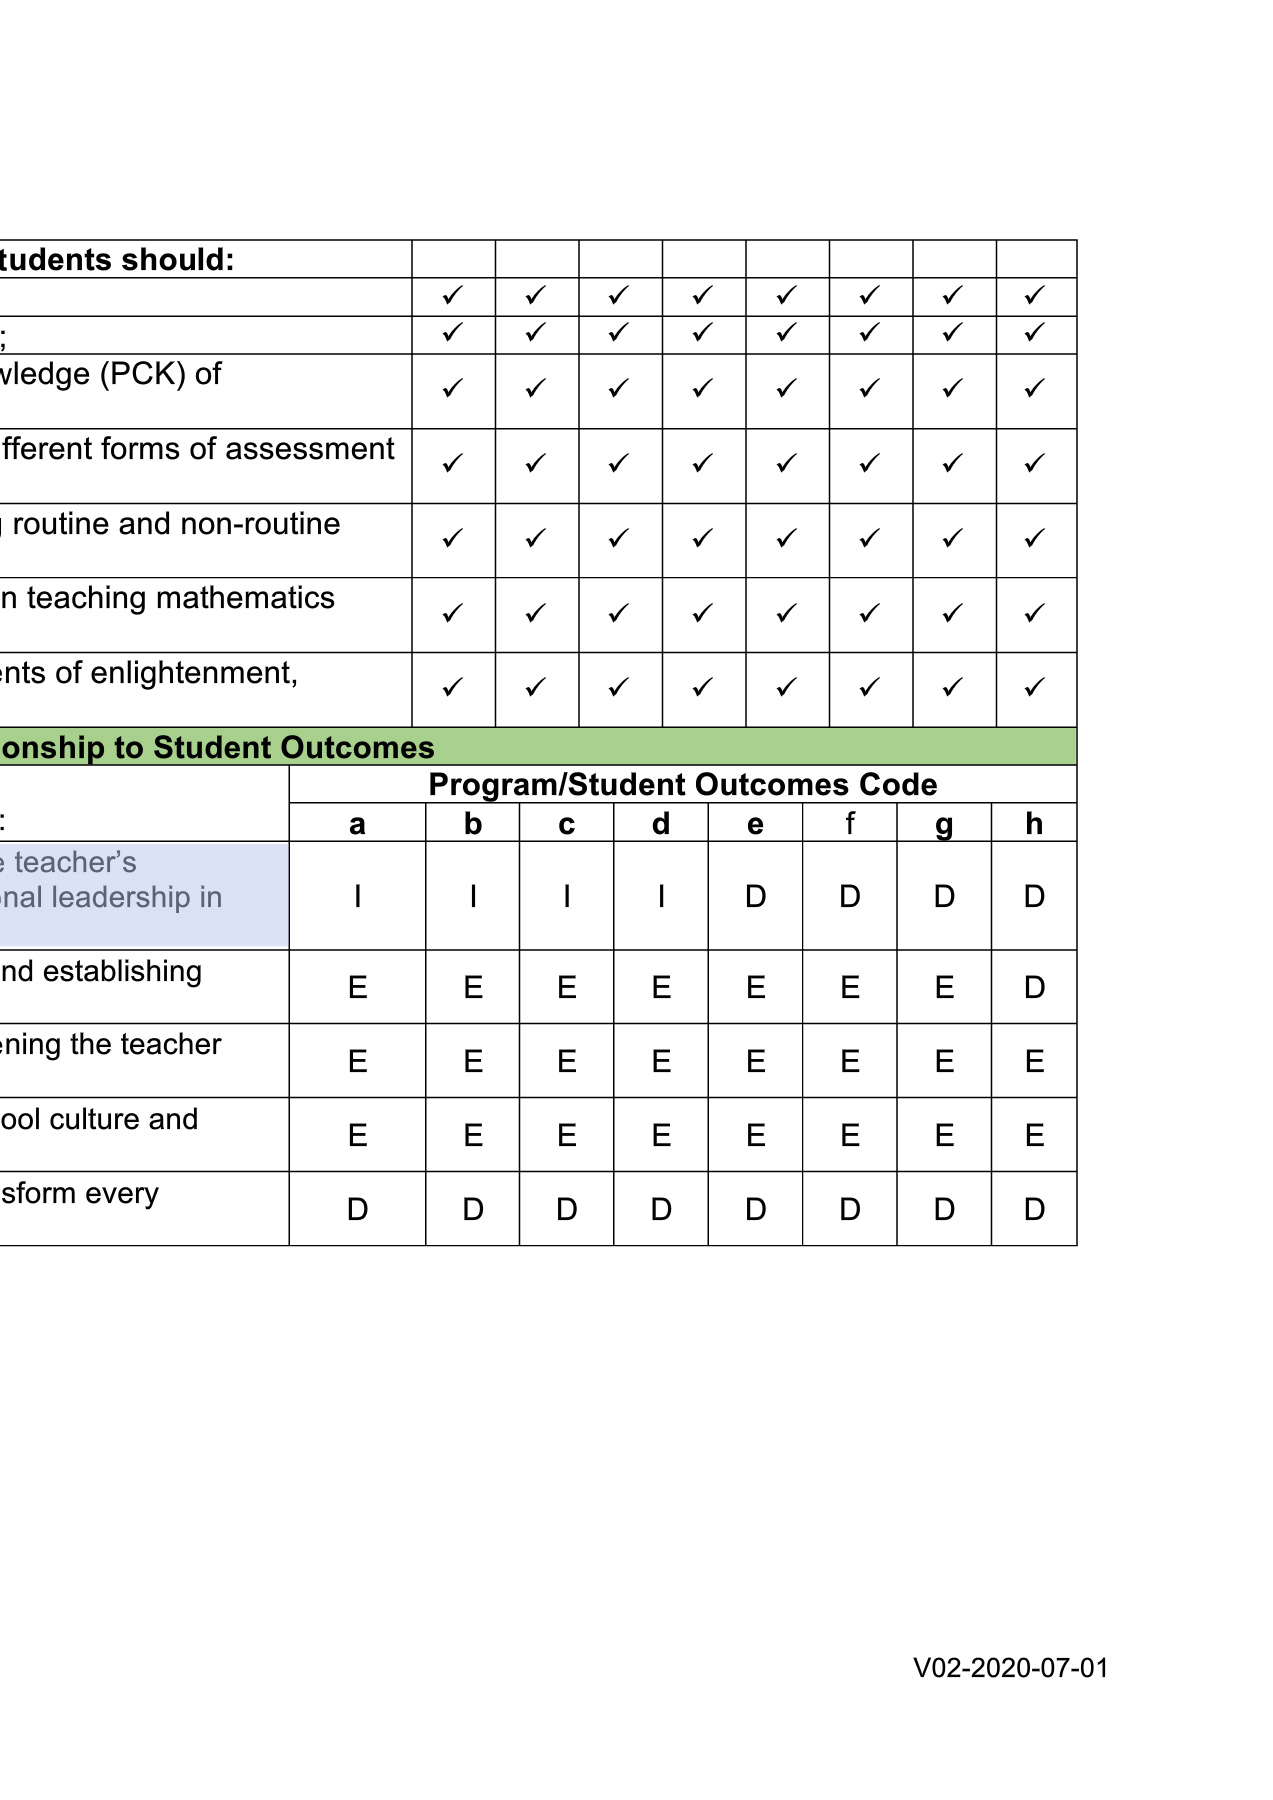 tudents should:
✓ ✓ ✓ ✓ ✓ ✓ ✓ ✓
; ✓ ✓ ✓ ✓ ✓ ✓ ✓ ✓
wledge (PCK) of
✓ ✓ ✓ ✓ ✓ ✓ ✓ ✓
ifferent forms of assessment
✓ ✓ ✓ ✓ ✓ ✓ ✓ ✓
g routine and non-routine
✓ ✓ ✓ ✓ ✓ ✓ ✓ ✓
n teaching mathematics
✓ ✓ ✓ ✓ ✓ ✓ ✓ ✓
ents of enlightenment,
✓ ✓ ✓ ✓ ✓ ✓ ✓ ✓
onship to Student Outcomes
Program/Student Outcomes Code
: a b c d e f g h
e teacher’s
onal leadership in I I I I D D D D
nd establishing
E E E E E E E D
ening the teacher
E E E E E E E E
ool culture and
E E E E E E E E
sform every
D D D D D D D D
V02-2020-07-01